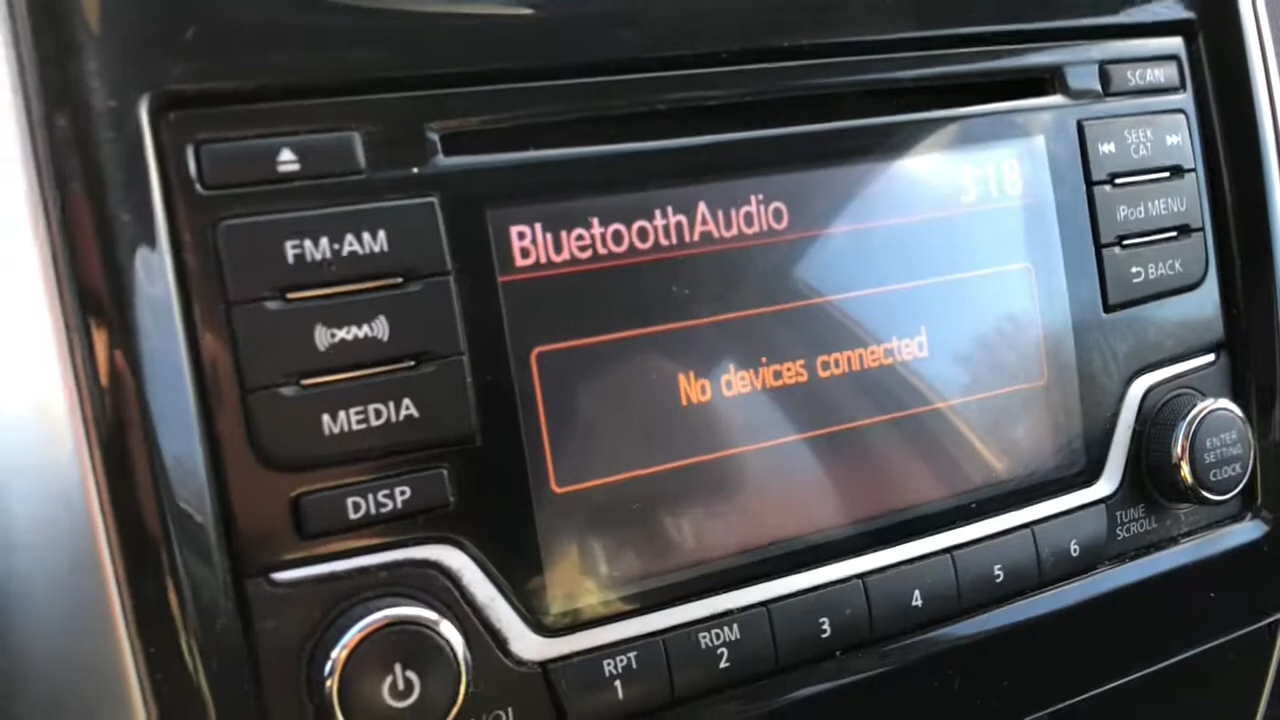 SCAN
SEEK
CAT
iPod MENU
BACK
FM·AM
XM
MEDIA
DISP
BluetoothAudio
3:18
No devices connected
ENTER
SETTING
CLOCK
TUNE
SCROLL
RPT
1
RDM
2
3
4
5
6
VOL